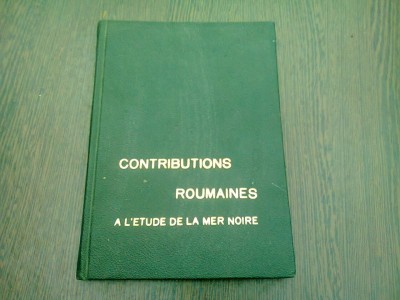 CONTRIBUTIONS
ROUMAINES
A L'ETUDE DE LA MER NOIRE